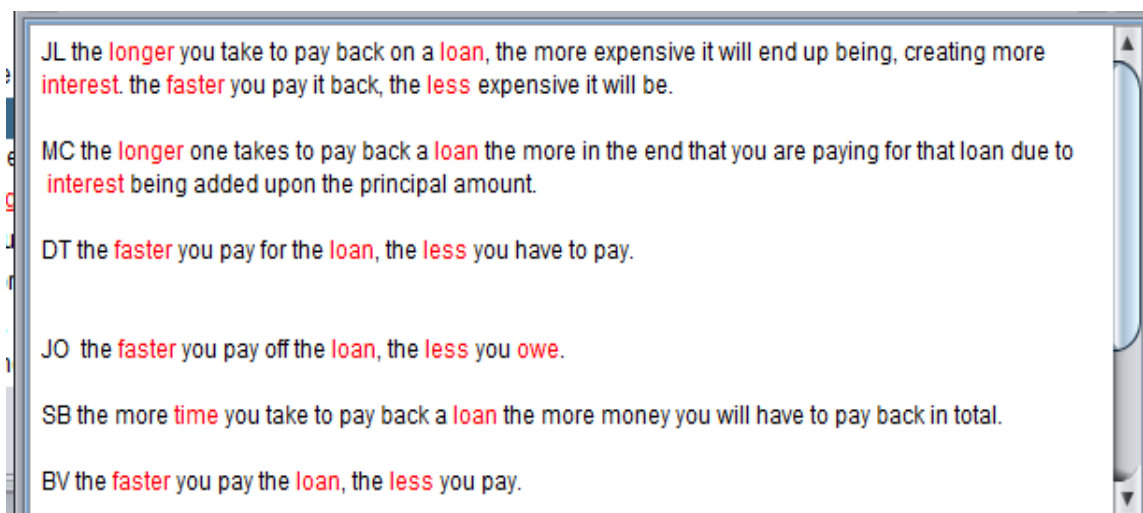 JL the longer you take to pay back on a loan, the more expensive it will end up being, creating more
interest. the faster you pay it back, the less expensive it will be.
MC the longer one takes to pay back a loan the more in the end that you are paying for that loan due to
interest being added upon the principal amount.
DT the faster you pay for the loan, the less you have to pay.
JO the faster you pay off the loan, the less you owe.
SB the more time you take to pay back a loan the more money you will have to pay back in total.
BV the faster you pay the loan, the less you pay.